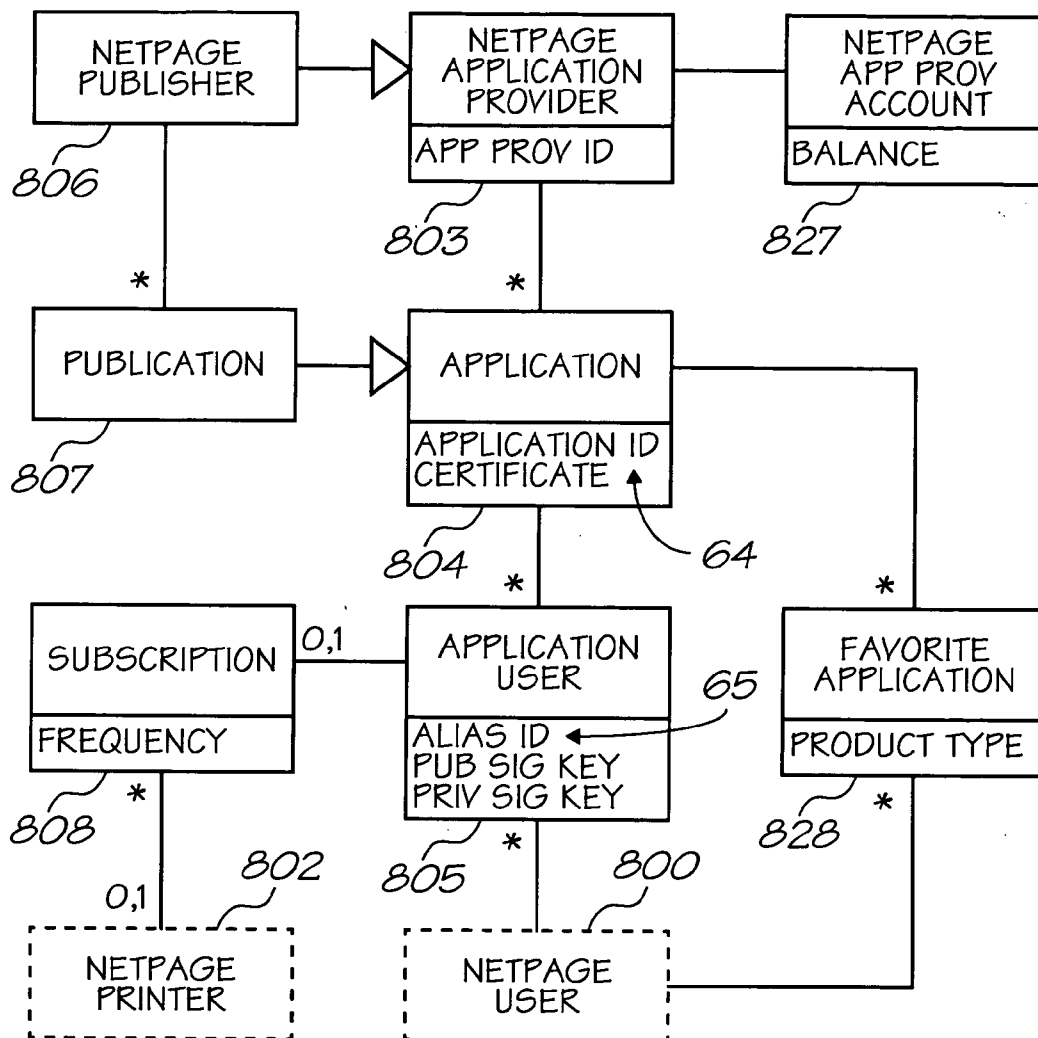 NETPAGE
PUBLISHER
NETPAGE
APPLICATION
PROVIDER
APP PROV ID
NETPAGE
APP PROV
ACCOUNT
BALANCE
806
803
827
*
*
PUBLICATION
APPLICATION
APPLICATION ID
CERTIFICATE
807
804
64
*
*
SUBSCRIPTION
FREQUENCY
0,1
APPLICATION
USER
ALIAS ID
PUB SIG KEY
PRIV SIG KEY
65
FAVORITE
APPLICATION
PRODUCT TYPE
808
*
805
*
828
*
0,1
802
800
NETPAGE
PRINTER
NETPAGE
USER